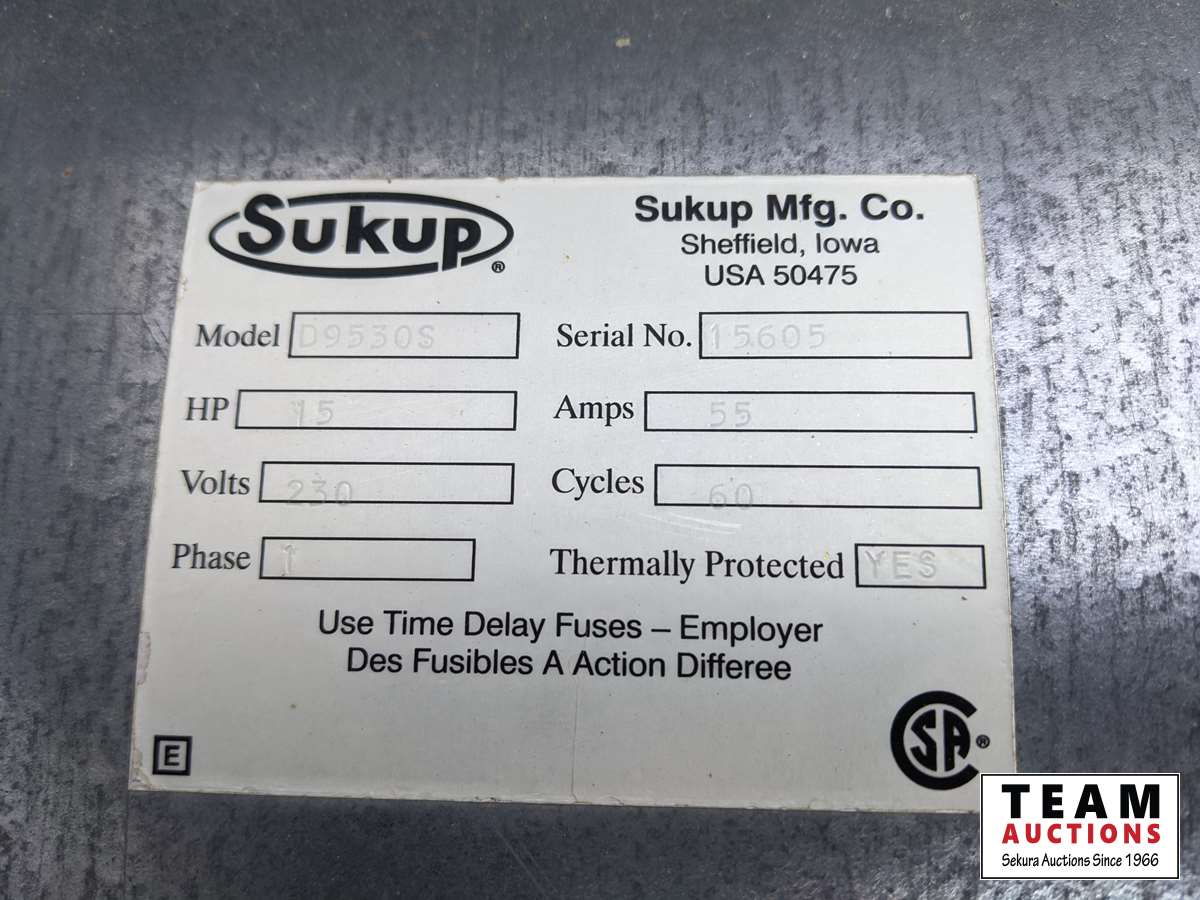 Sukup®
Sukup Mfg. Co.
Sheffield, Iowa
USA 50475
Model D9530S Serial No. 15605
HP 15 Amps 55
Volts 230 Cycles 60
Phase 1 Thermally Protected YES
Use Time Delay Fuses – Employer
Des Fusibles A Action Differee
E
CSA®
TEAM
AUCTIONS
Sekura Auctions Since 1966